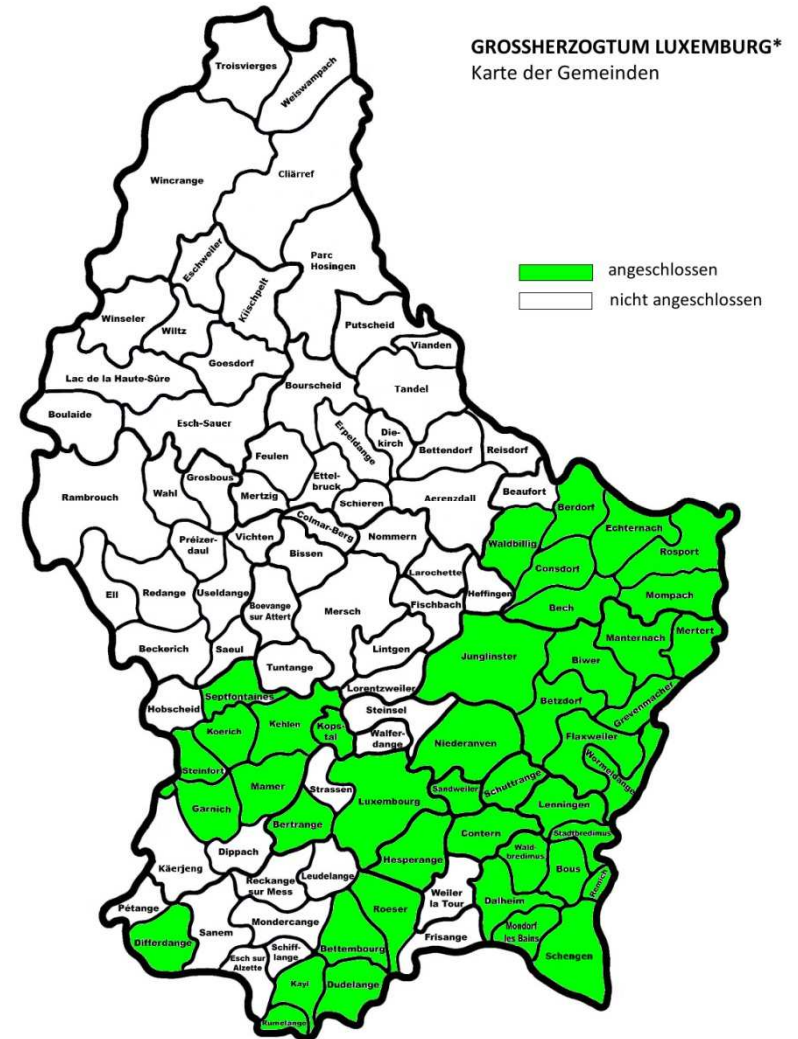 GROSSHERZOGTUM LUXEMBURG*
Karte der Gemeinden
angeschlossen
nicht angeschlossen
Troisvierges
Weiswampach
Wincrange
Cliärref
Eschweiler
Kiischpelt
Parc
Hosingen
Winseler
Wiltz
Putscheid
Vianden
Goesdorf
Lac de la Haute-Sûre
Bourscheid
Tandel
Boulaide
Esch-Sauer
Erpeldange
Die-
kirch
Bettendorf
Reisdorf
Feulen
Rambrouch
Wahl
Grosbous
Mertzig
Ettel-
bruck
Schieren
Aerenzdall
Beaufort
Berdorf
Echternach
Rosport
Préizer-
daul
Vichten
Colmar-Berg
Bissen
Nommern
Waldbillig
Consdorf
Larochette
Heffingen
Fischbach
Bech
Mompach
Ell
Redange
Useldange
Boevange
sur Attert
Mersch
Manternach
Mertert
Beckerich
Saeul
Lintgen
Junglinster
Biwer
Tuntange
Lorentzweiler
Hobscheid
Septfontaines
Steinsel
Betzdorf
Grevenmacher
Koerich
Kehlen
Kops-
tal
Walfer-
dange
Niederanven
Flaxweiler
Wormeldange
Steinfort
Mamer
Strassen
Luxembourg
Sandweiler
Schuttrange
Lenningen
Garnich
Bertrange
Contern
Stadtbredimus
Dippach
Hesperange
Wald-
bredimus
Bous
Remich
Käerjeng
Reckange
sur Mess
Leudelange
Weiler
la Tour
Dalheim
Pétange
Mondercange
Roeser
Mondorf
les Bains
Differdange
Sanem
Frisange
Schengen
Esch sur
Alzette
Schiff-
lange
Bettembourg
Kayl
Dudelange
Rumelange